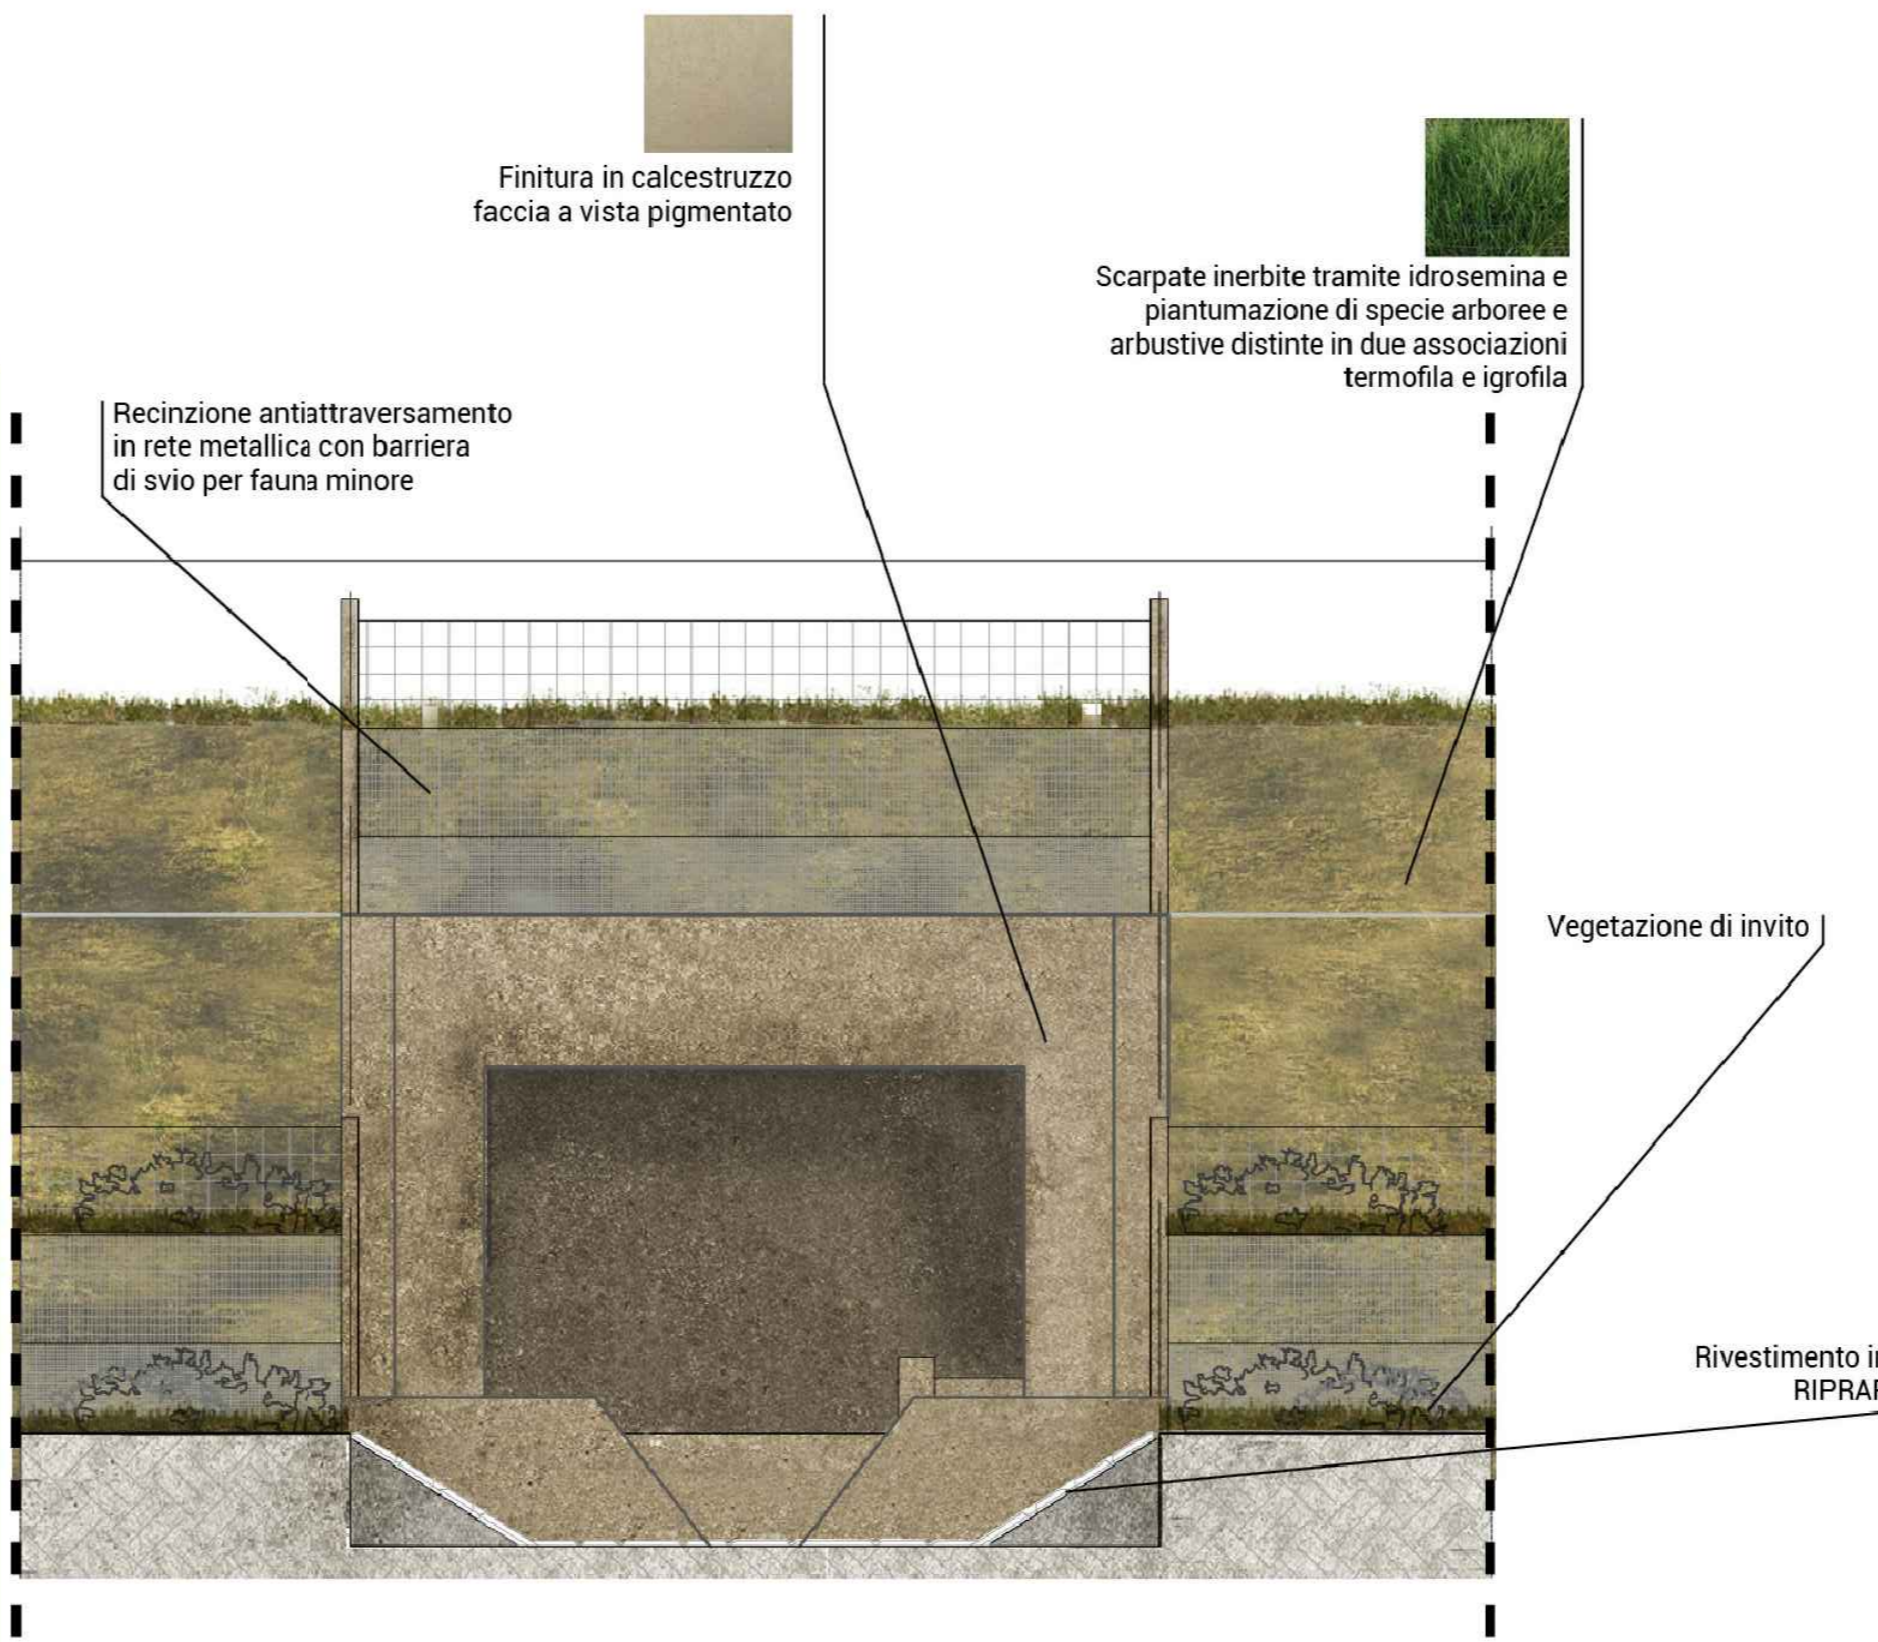 Finitura in calcestruzzo
faccia a vista pigmentato
Scarpate inerbite tramite idrosemina e
piantumazione di specie arboree e
arbustive distinte in due associazioni
termofila e igrofila
Recinzione antiattraversamento
in rete metallica con barriera
di svio per fauna minore
Vegetazione di invito
Rivestimento